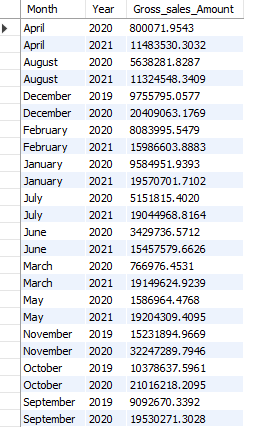 Month Year Gross_sales_Amount
April 2020 800071.9543
April 2021 11483530.3032
August 2020 5638281.8287
August 2021 11324548.3409
December 2019 9755795.0577
December 2020 20409063.1769
February 2020 8083995.5479
February 2021 15986603.8883
January 2020 9584951.9393
January 2021 19570701.7102
July 2020 5151815.4020
July 2021 19044968.8164
June 2020 3429736.5712
June 2021 15457579.6626
March 2020 766976.4531
March 2021 19149624.9239
May 2020 1586964.4768
May 2021 19204309.4095
November 2019 15231894.9669
November 2020 32247289.7946
October 2019 10378637.5961
October 2020 21016218.2095
September 2019 9092670.3392
September 2020 19530271.3028